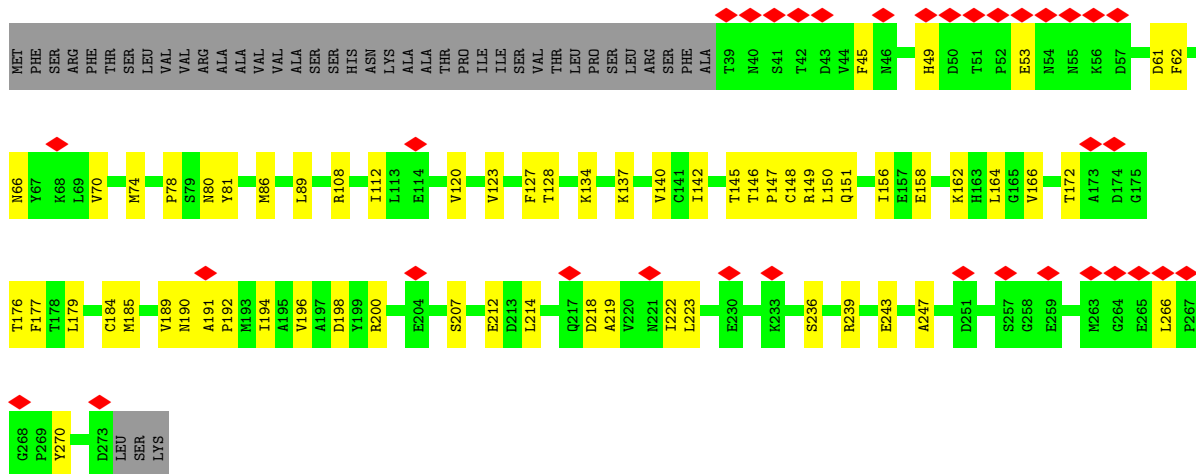 MET PHE SER ARG PHE THR SER LEU VAL VAL ARG ALA ALA VAL VAL ALA SER SER HIS ASN LYS ALA ALA THR PRO ILE ILE SER VAL THR LEU PRO SER LEU ARG SER PHE ALA T39 N40 S41 T42 D43 V44 F45 N46 H49 D50 T51 P52 E53 N54 N55 K56 D57 D61 F62
N66 Y67 K68 L69 V70 M74 P78 S79 N80 Y81 M86 L89 R108 I112 L113 E114 V120 V123 F127 T128 K134 K137 V140 C141 I142 T145 T146 P147 C148 R149 L150 Q151 I156 E157 E158 K162 H163 L164 G165 V166 T172 A173 D174 G175
T176 F177 T178 L179 C184 M185 V189 N190 A191 P192 M193 I194 A195 V196 A197 D198 Y199 R200 E204 S207 E212 D213 L214 Q217 D218 A219 V220 N221 I222 L223 E230 K233 S236 R239 E243 A247 D251 S257 G258 E259 M263 G264 E265 L266 P267
G268 P269 Y270 D273 LEU SER LYS